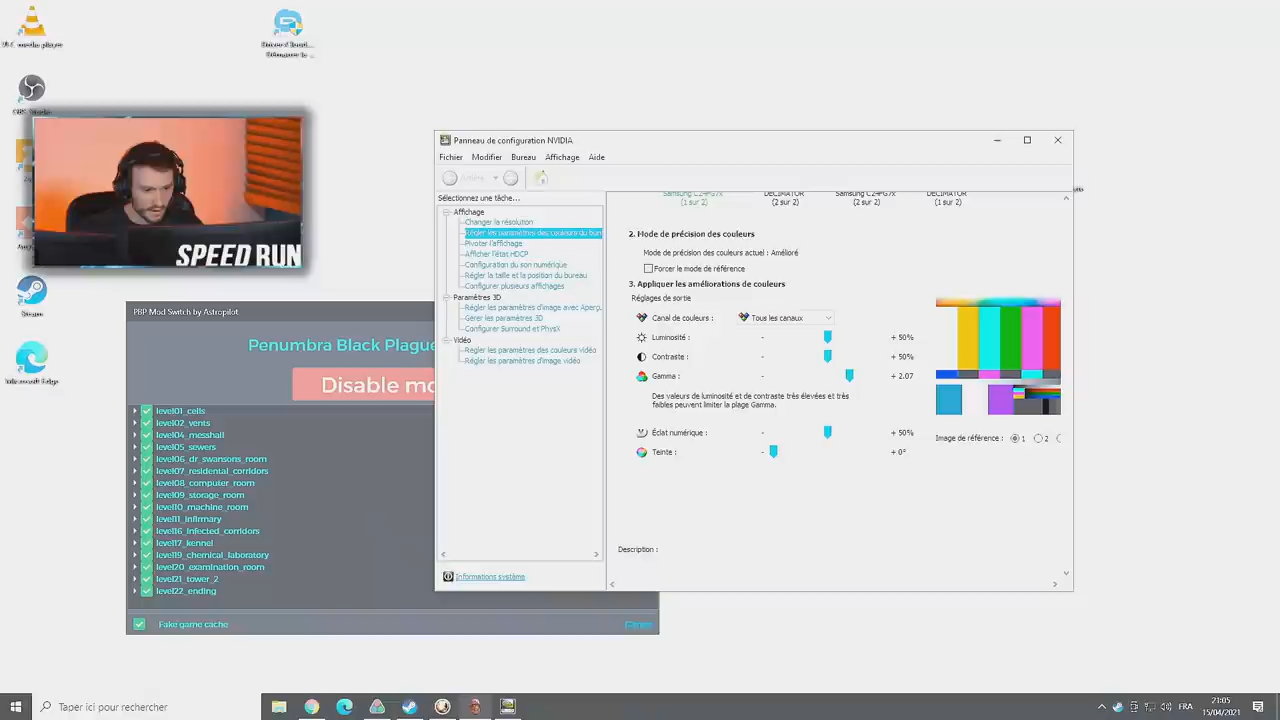 VLC media player
Driver Boost...
SPEED RUN
Steam
Microsoft Edge
PBP Mod Switch by Astropilot
Penumbra Black Plague
Disable mo
level01_cells
level02_vents
level04_messhall
level05_sewers
level06_dr_swansons_room
level07_residental_corridors
level08_computer_room
level09_storage_room
level10_machine_room
level11_infirmary
level16_infected_corridors
level17_kennel
level19_chemical_laboratory
level20_examination_room
level21_tower_2
level22_ending
Fake game cache
Panneau de configuration NVIDIA
Fichier Modifier Bureau Affichage Aide
Sélectionnez une tâche...
Affichage
Changer la résolution
Régler les paramètres des couleurs du bur
Pivoter l'affichage
Afficher l'état HDCP
Configuration du son numérique
Régler la taille et la position du bureau
Configurer plusieurs affichages
Paramètres 3D
Régler les paramètres d'image avec Aperç
Gérer les paramètres 3D
Configurer Surround et PhysX
Vidéo
Régler les paramètres des couleurs vidéo
Régler les paramètres d'image vidéo
Informations système
Samsung C24FG7x DECIMATOR Samsung C24FG7x DECIMATOR
(1 sur 2) (2 sur 2) (2 sur 2) (1 sur 2)
2. Mode de précision des couleurs
Mode de précision des couleurs actuel : Amélioré
Forcer le mode de référence
3. Appliquer les améliorations de couleurs
Réglages de sortie
Canal de couleurs : Tous les canaux
Luminosité : - + 50%
Contraste : - + 50%
Gamma : - + 2.07
Des valeurs de luminosité et de contraste très élevées et très
faibles peuvent limiter la plage Gamma.
Éclat numérique : - + 50%
Teinte : - + 0°
Image de référence : 1 2
Description :
Taper ici pour rechercher
FRA
21:05
15/04/2021